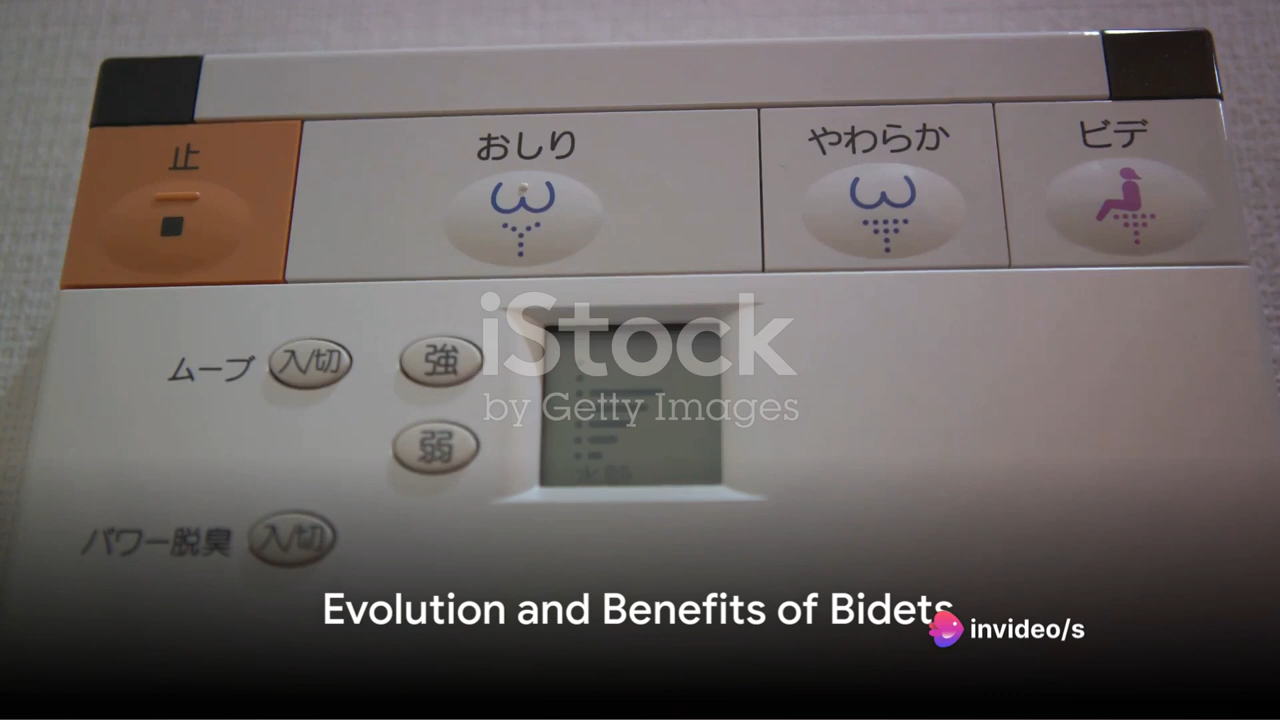 止
おしり
やわらか
ビデ
ムーブ 入/切 強
弱
パワー脱臭 入/切
iStock
by Getty Images
Evolution and Benefits of Bidets
invideo/s